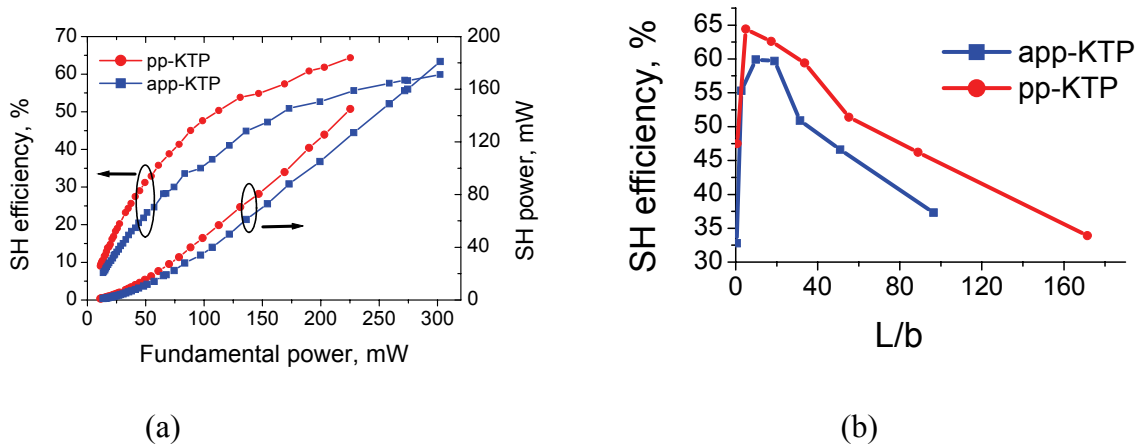 SH efficiency, %
70
60
50
40
30
20
10
0
pp-KTP
app-KTP
200
160
120
80
40
0
SH power, mW
0 50 100 150 200 250 300
Fundamental power, mW
(a)
SH efficiency, %
65
60
55
50
45
40
35
30
app-KTP
pp-KTP
0 40 80 120 160
L/b
(b)